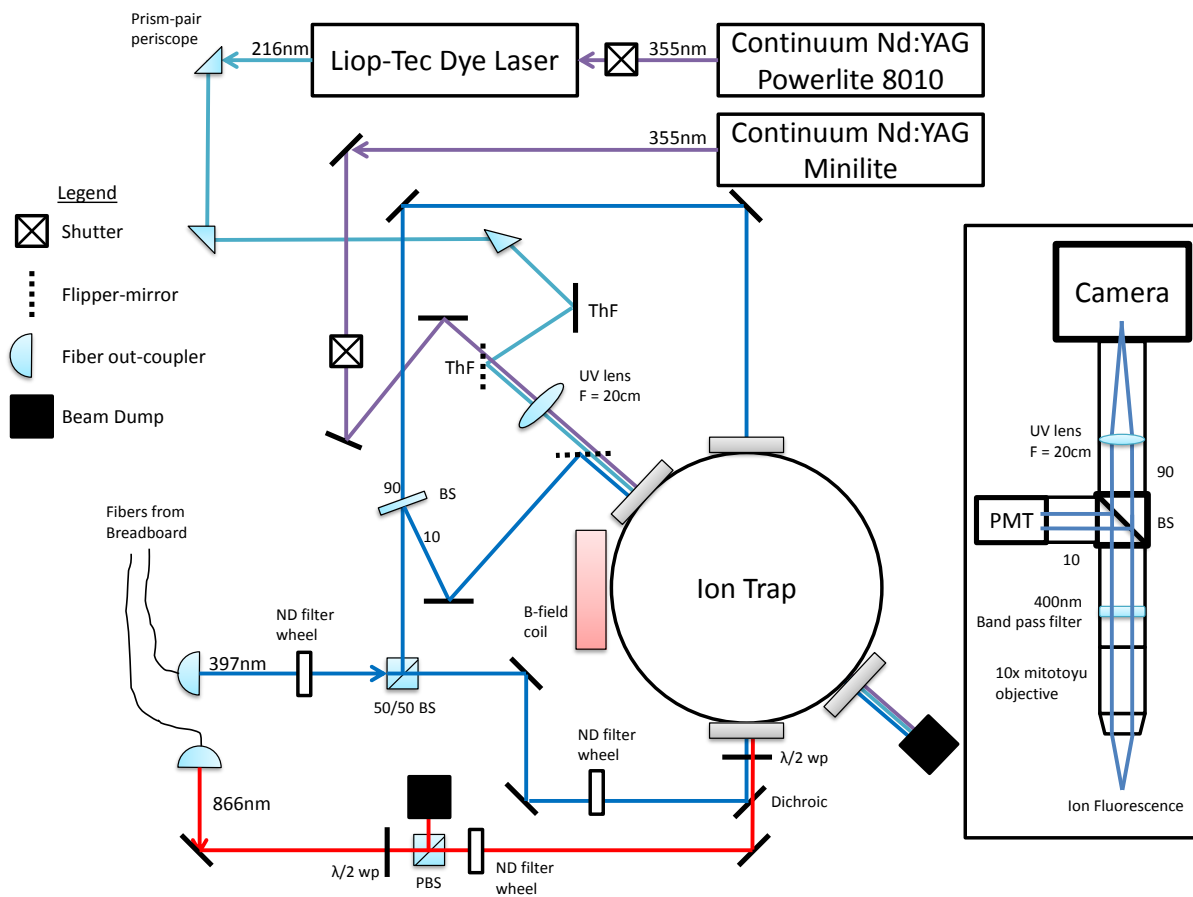 Prism-pair
periscope
216nm
Liop-Tec Dye Laser
355nm
Continuum Nd:YAG
Powerlite 8010
355nm
Continuum Nd:YAG
Minilite
Legend
Shutter
Flipper-mirror
Fiber out-coupler
Beam Dump
ThF
ThF
UV lens
F = 20cm
90
BS
10
Fibers from
Breadboard
ND filter
wheel
397nm
50/50 BS
B-field
coil
Ion Trap
ND filter
wheel
λ/2 wp
Dichroic
866nm
λ/2 wp
PBS
ND filter
wheel
Camera
UV lens
F = 20cm
90
PMT
BS
10
400nm
Band pass filter
10x mitotoyu
objective
Ion Fluorescence